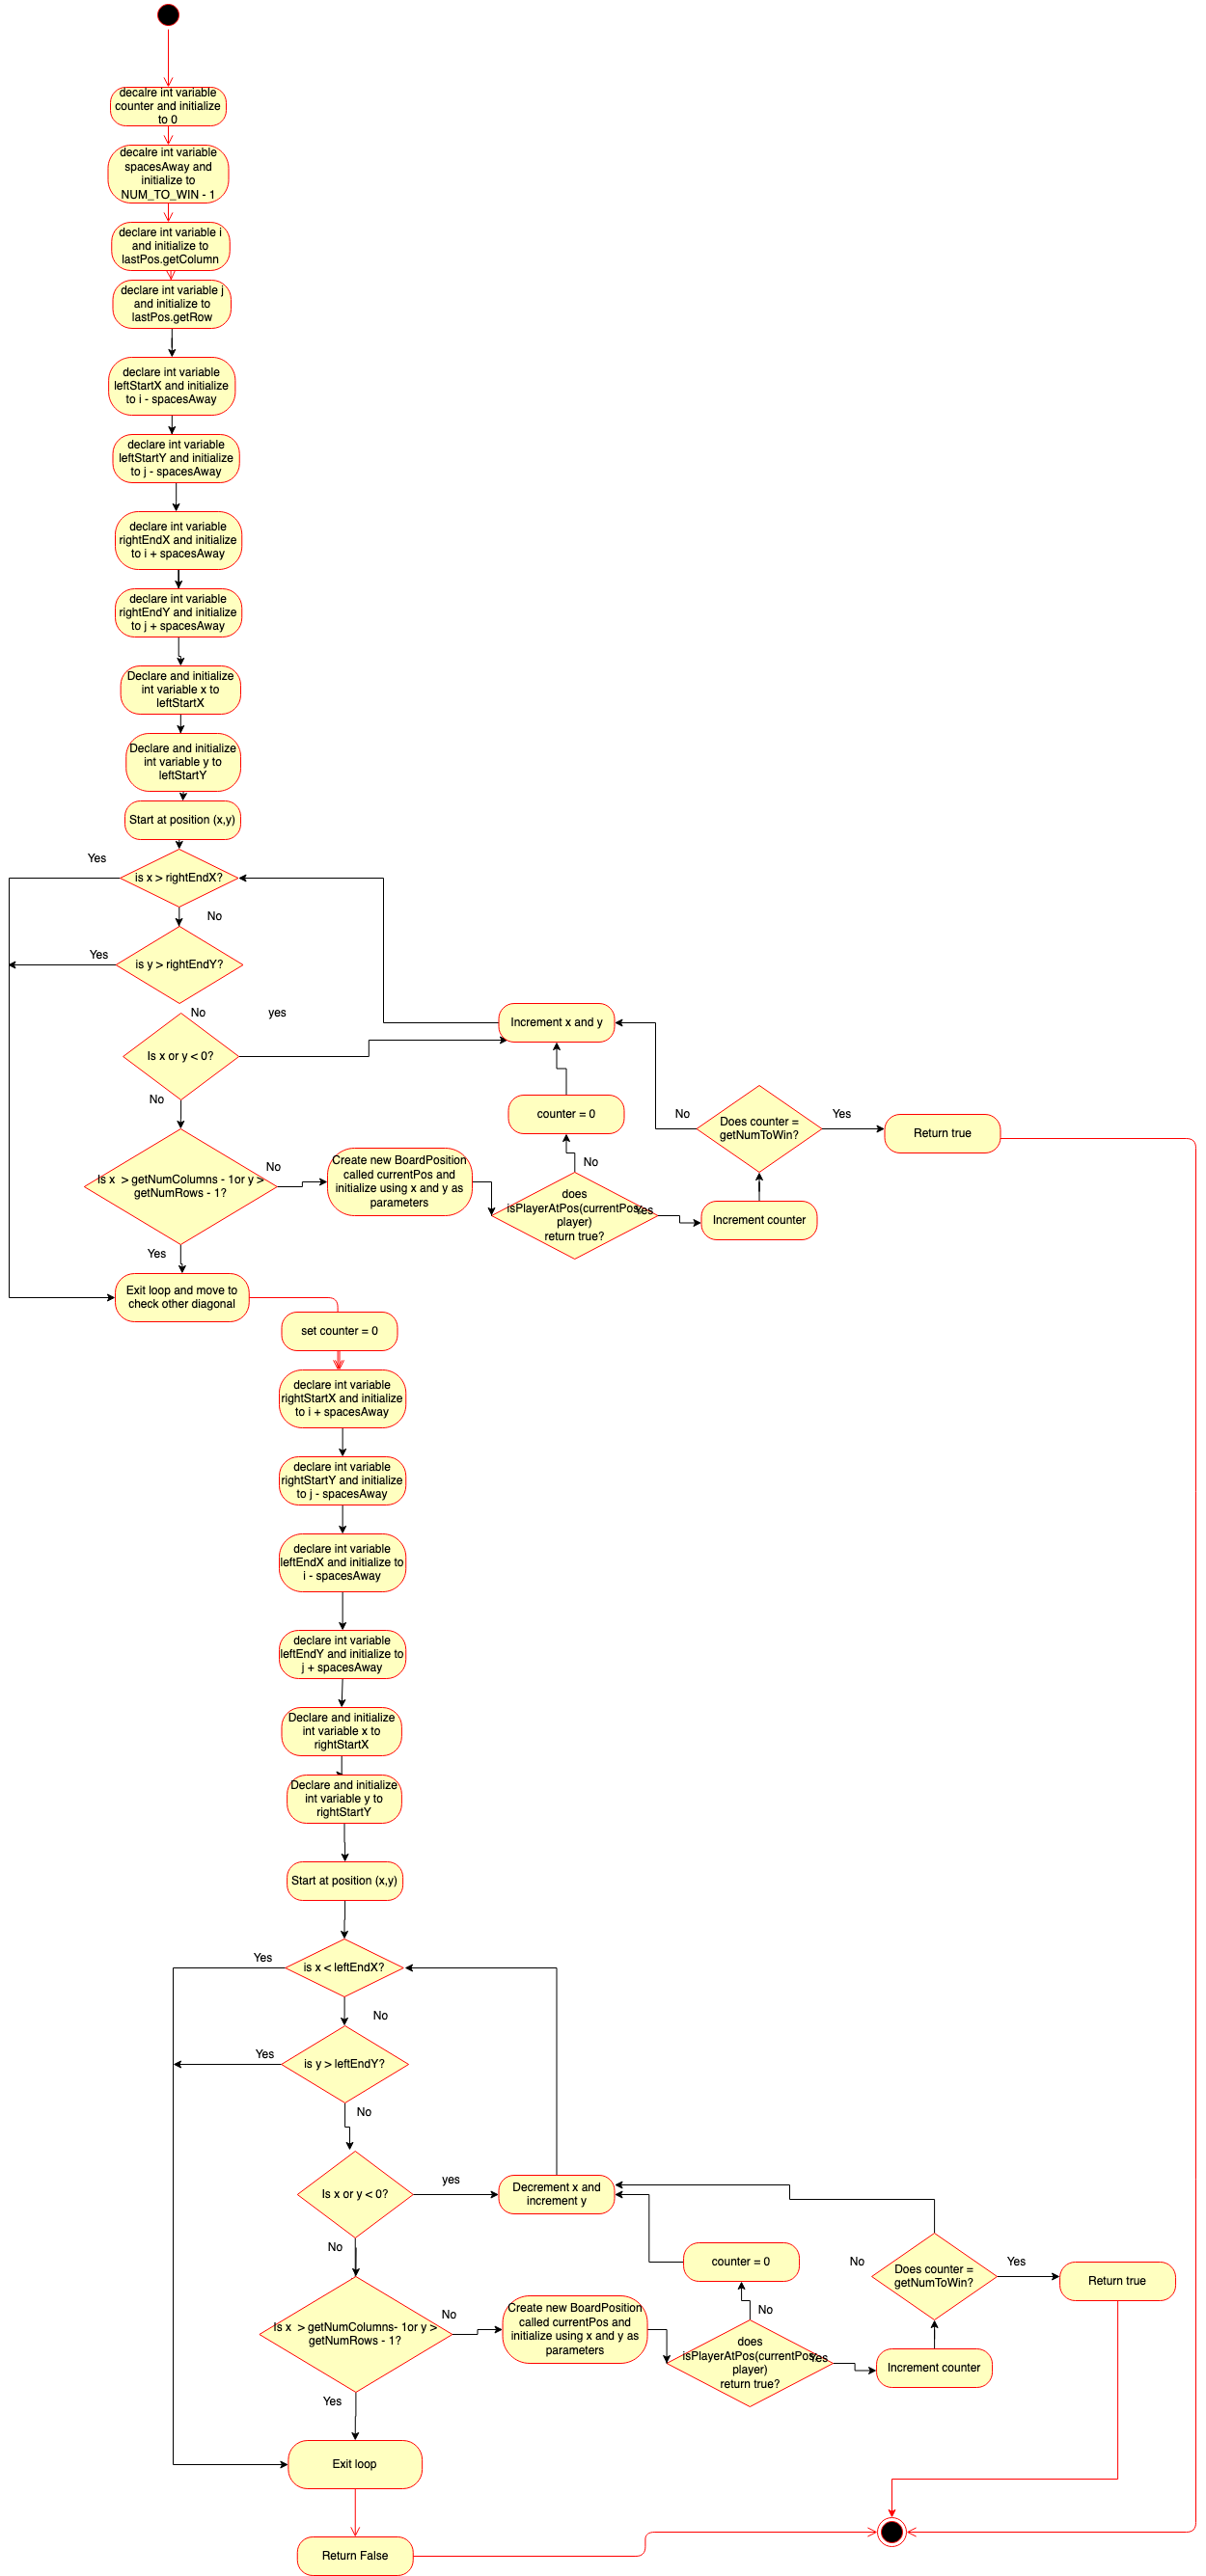 decalre int variable
counter and initialize
to 0
decalre int variable
spacesAway and
initialize to
NUM_TO_WIN - 1
declare int variable i
and initialize to
lastPos.getColumn
declare int variable j
and initialize to
lastPos.getRow
declare int variable
leftStartX and initialize
to i - spacesAway
declare int variable
leftStartY and initialize
to j - spacesAway
declare int variable
rightEndX and initialize
to i + spacesAway
declare int variable
rightEndY and initialize
to j + spacesAway
Declare and initialize
int variable x to
leftStartX
Declare and initialize
int variable y to
leftStartY
Start at position (x,y)
Yes
is x > rightEndX?
No
Yes
is y > rightEndY?
No
yes
Increment x and y
Is x or y < 0?
No
counter = 0
No
Does counter =
getNumToWin?
Yes
Return true
Is x > getNumColumns - 1or y >
getNumRows - 1?
No
Create new BoardPosition
called currentPos and
initialize using x and y as
parameters
No
does
isPlayerAtPos(currentPos,
player)
return true?
Yes
Increment counter
Yes
Exit loop and move to
check other diagonal
set counter = 0
declare int variable
rightStartX and initialize
to i + spacesAway
declare int variable
rightStartY and initialize
to j - spacesAway
declare int variable
leftEndX and initialize to
i - spacesAway
declare int variable
leftEndY and initialize to
j + spacesAway
Declare and initialize
int variable x to
rightStartX
Declare and initialize
int variable y to
rightStartY
Start at position (x,y)
Yes
is x < leftEndX?
No
Yes
is y > leftEndY?
No
Is x or y < 0?
yes
Decrement x and
increment y
No
counter = 0
No
Does counter =
getNumToWin?
Yes
Return true
Is x > getNumColumns- 1or y >
getNumRows - 1?
No
Create new BoardPosition
called currentPos and
initialize using x and y as
parameters
No
does
isPlayerAtPos(currentPos,
player)
return true?
Yes
Increment counter
Yes
Exit loop
Return False